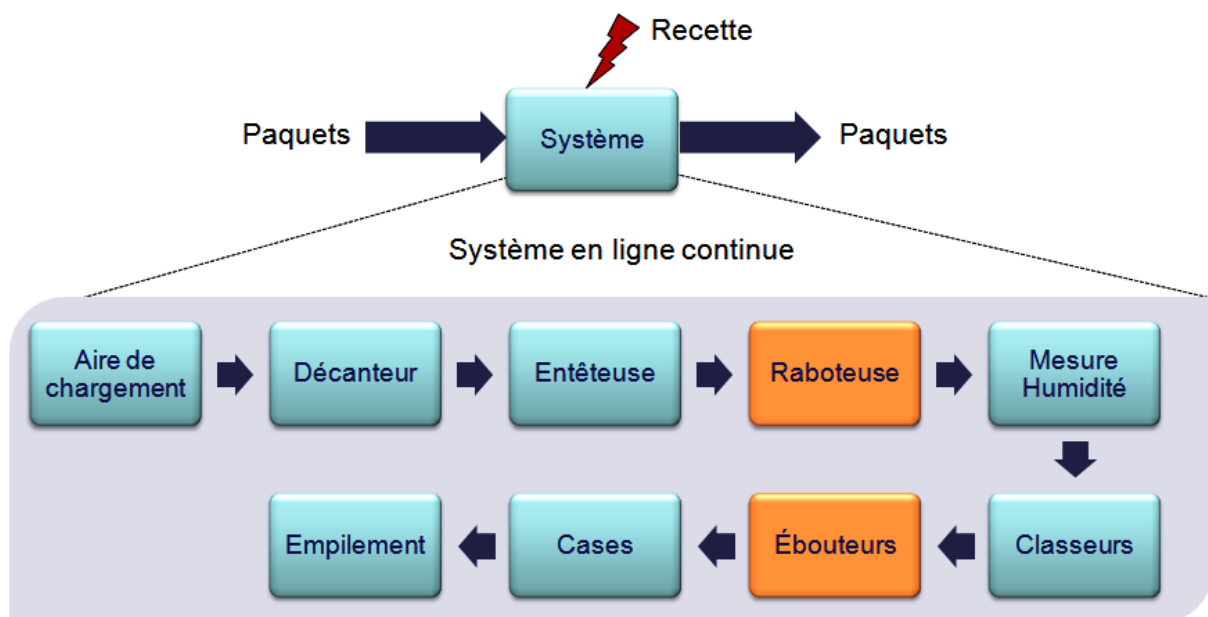 Recette
Paquets
Système
Paquets
Système en ligne continue
Aire de
chargement
Décanteur
Entêteuse
Raboteuse
Mesure
Humidité
Classeurs
Ébouteurs
Cases
Empilement